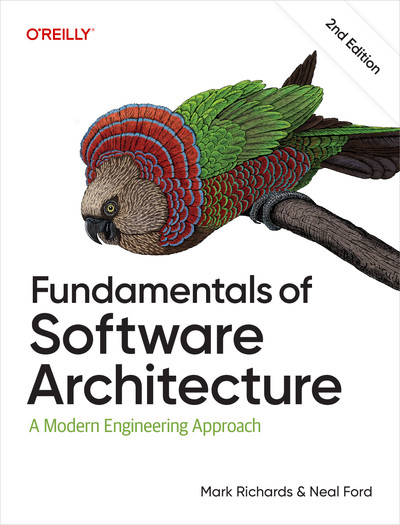 O'REILLY®
2nd Edition
Fundamentals of
Software
Architecture
A Modern Engineering Approach
Mark Richards & Neal Ford